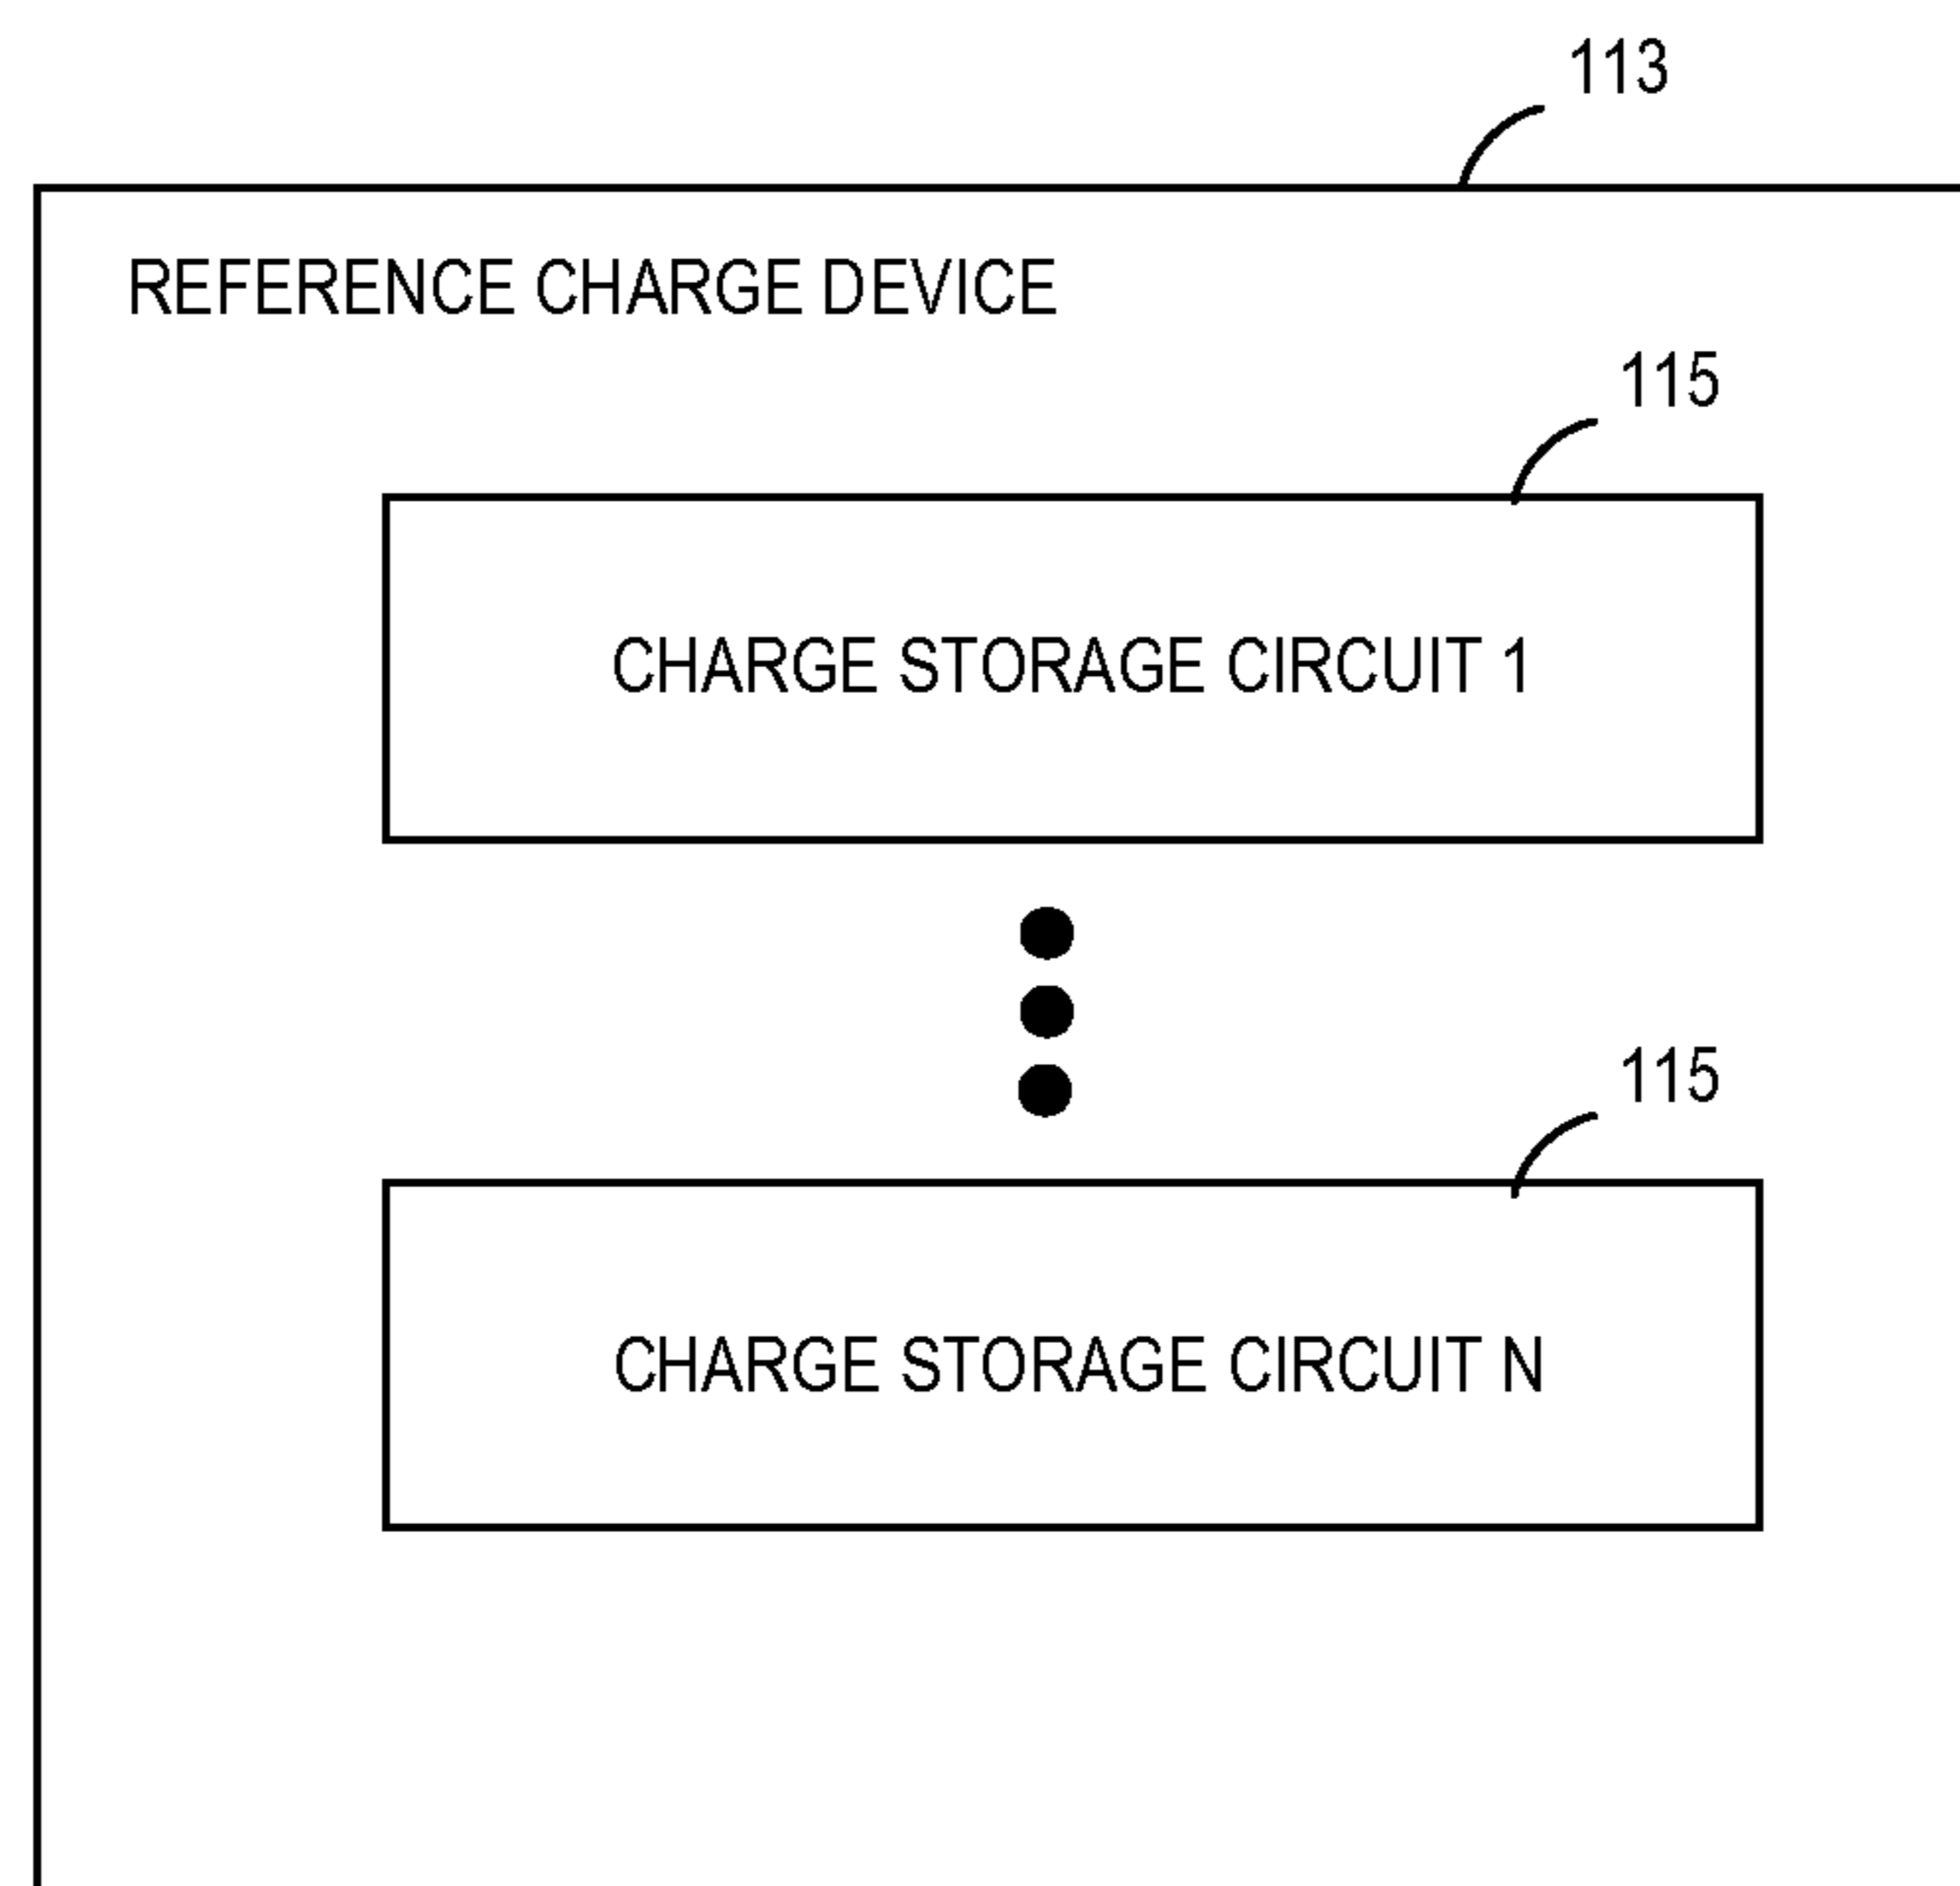 113
REFERENCE CHARGE DEVICE
115
CHARGE STORAGE CIRCUIT 1
115
CHARGE STORAGE CIRCUIT N